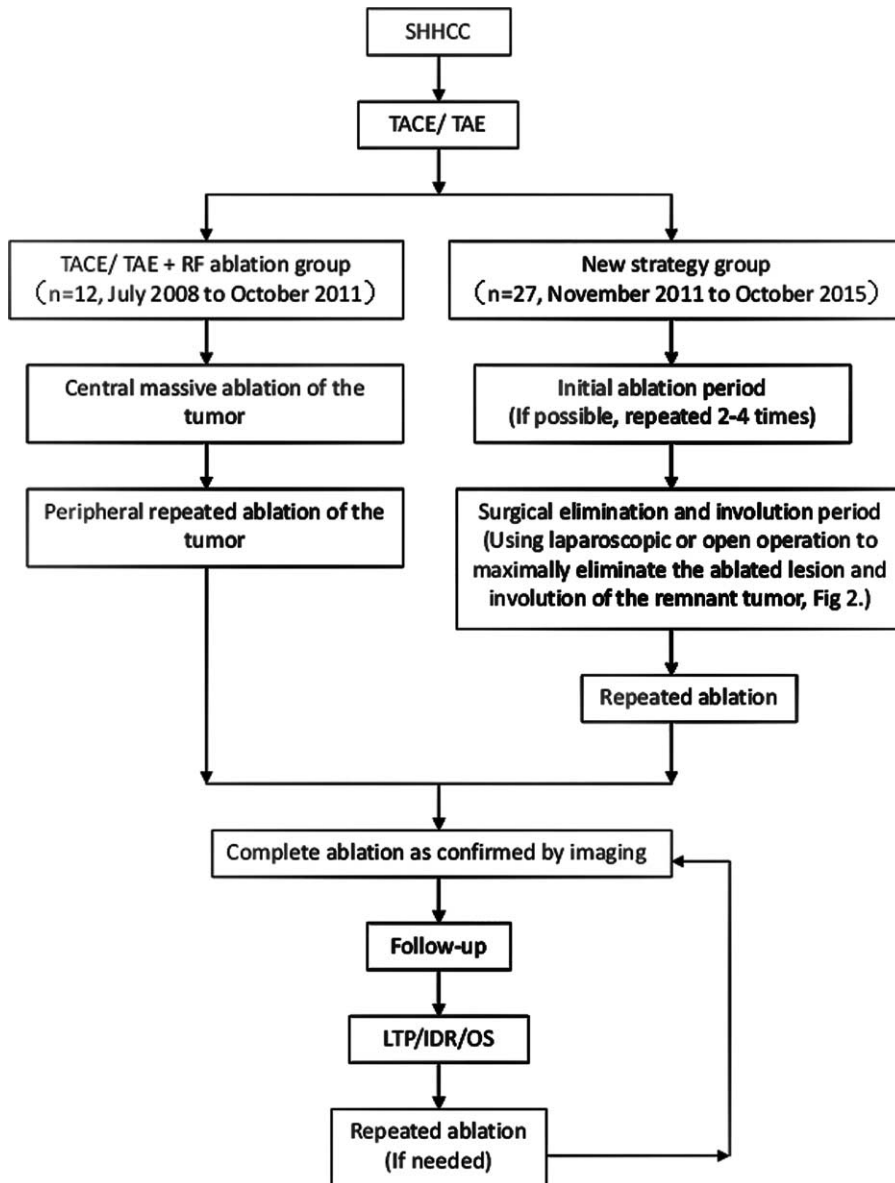 SHHCC
TACE/ TAE
TACE/ TAE + RF ablation group
（n=12, July 2008 to October 2011）
Central massive ablation of the
tumor
Peripheral repeated ablation of the
tumor
New strategy group
（n=27, November 2011 to October 2015）
Initial ablation period
(If possible, repeated 2-4 times)
Surgical elimination and involution period
(Using laparoscopic or open operation to
maximally eliminate the ablated lesion and
involution of the remnant tumor, Fig 2.)
Repeated ablation
Complete ablation as confirmed by imaging
Follow-up
LTP/IDR/OS
Repeated ablation
(If needed)